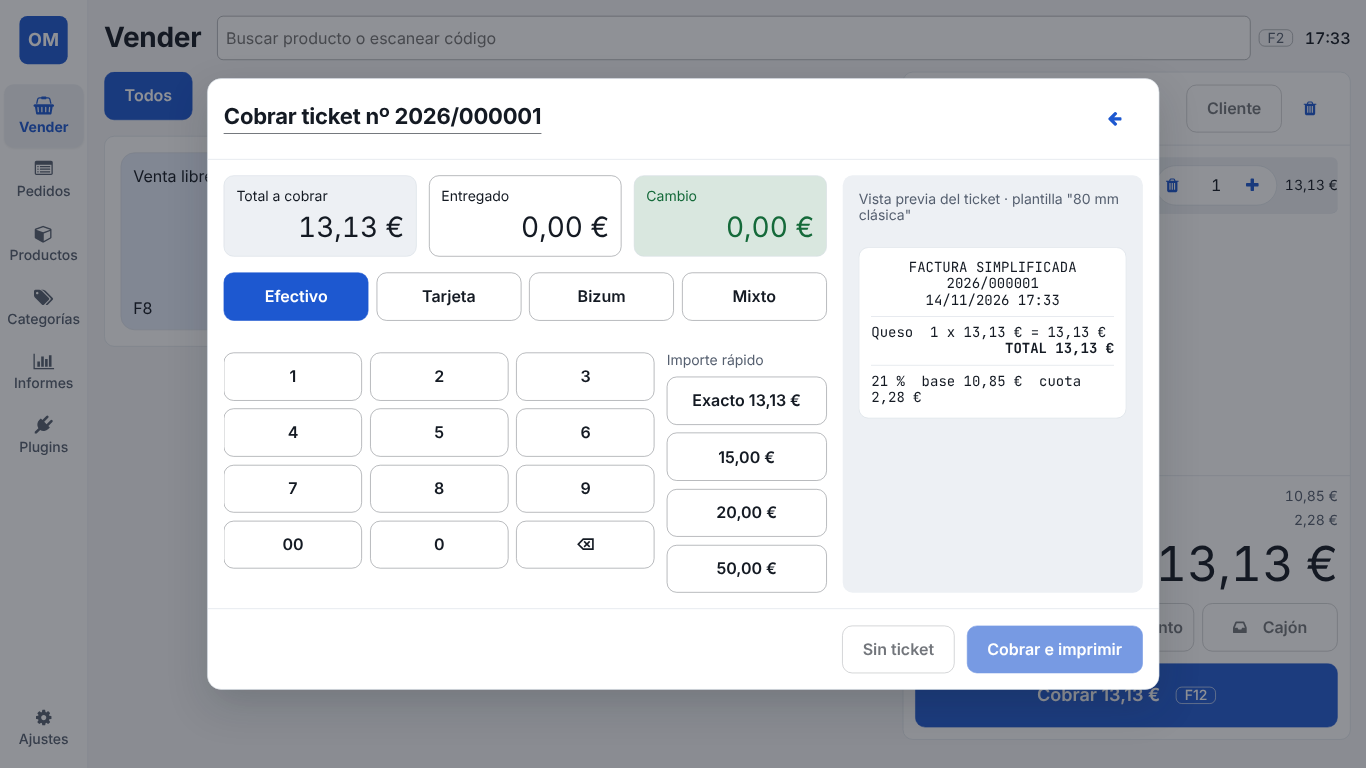 OM
Vender
Buscar producto o escanear código
F2
17:33
Vender
Pedidos
Productos
Categorías
Informes
Plugins
Ajustes
Todos
Cliente
Venta libre
F8
1
13,13 €
10,85 €
2,28 €
13,13 €
Cajón
Cobrar 13,13 €
F12
Cobrar ticket nº 2026/000001
Total a cobrar
13,13 €
Entregado
0,00 €
Cambio
0,00 €
Efectivo
Tarjeta
Bizum
Mixto
1
2
3
4
5
6
7
8
9
00
0
Importe rápido
Exacto 13,13 €
15,00 €
20,00 €
50,00 €
Vista previa del ticket · plantilla "80 mm
clásica"
FACTURA SIMPLIFICADA
2026/000001
14/11/2026 17:33
Queso 1 x 13,13 € = 13,13 €
TOTAL 13,13 €
21 % base 10,85 € cuota
2,28 €
Sin ticket
Cobrar e imprimir